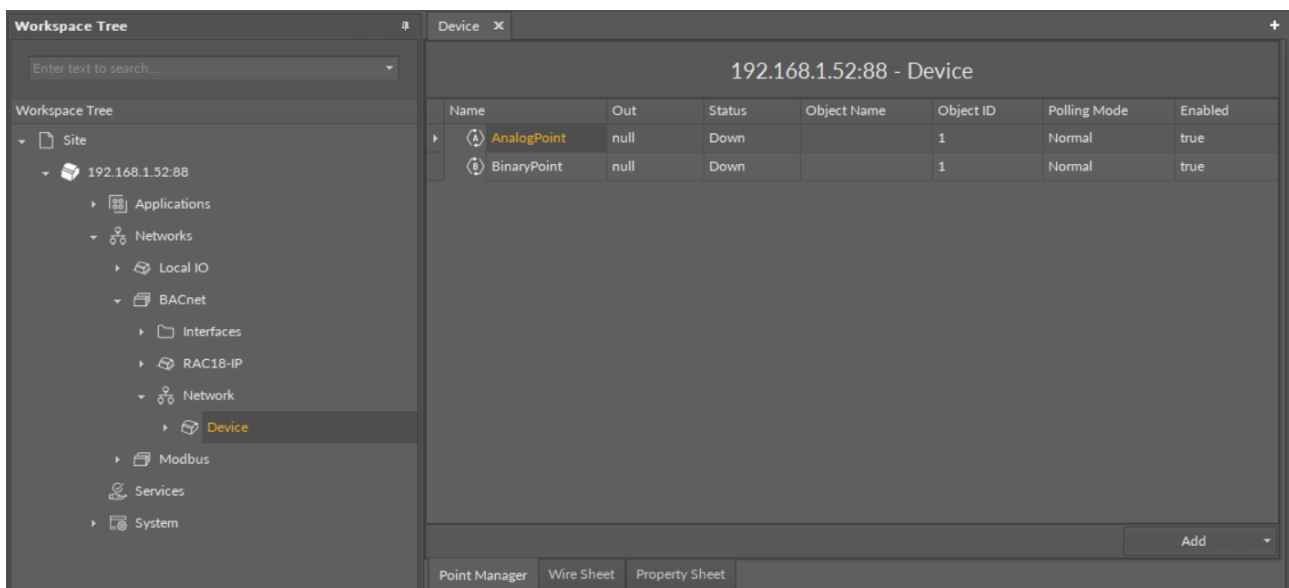 Workspace Tree
Enter text to search...
Workspace Tree
Site
192.168.1.52:88
Applications
Networks
Local IO
BACnet
Interfaces
RAC18-IP
Network
Device
Modbus
Services
System
Device
192.168.1.52:88 - Device
Name Out Status Object Name Object ID Polling Mode Enabled
A AnalogPoint null Down 1 Normal true
B BinaryPoint null Down 1 Normal true
Add
Point Manager Wire Sheet Property Sheet